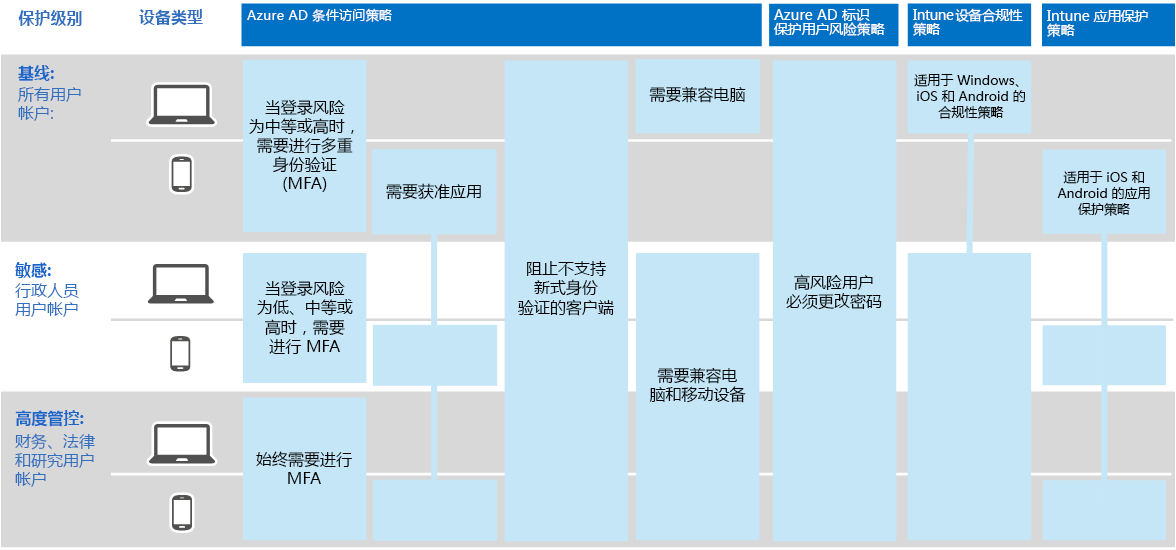 保护级别
设备类型
Azure AD 条件访问策略
Azure AD 标识
保护用户风险策略
Intune 设备合规性
策略
Intune 应用保护
策略
基线:
所有用户
帐户:
当登录风险
为中等或高时，
需要进行多重
身份验证
(MFA)
需要获准应用
阻止不支持
新式身份
验证的客户端
需要兼容电脑
高风险用户
必须更改密码
适用于 Windows、
iOS 和 Android 的
合规性策略
适用于 iOS 和
Android 的应用
保护策略
敏感:
行政人员
用户帐户
当登录风险
为低、中等或
高时，需要
进行 MFA
需要兼容电
脑和移动设备
高度管控:
财务、法律
和研究用户
帐户
始终需要进行
MFA